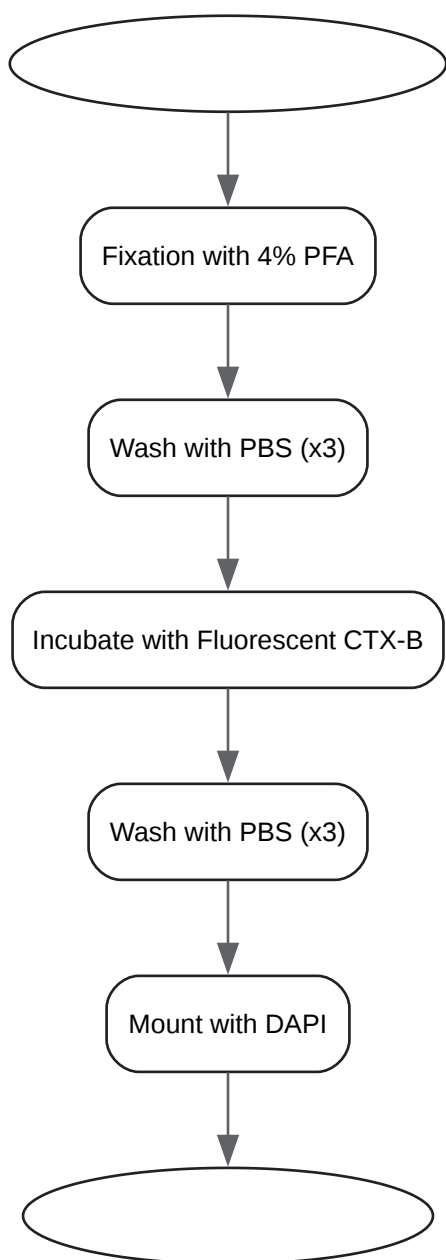 Fixation with 4% PFA
Wash with PBS (x3)
Incubate with Fluorescent CTX-B
Wash with PBS (x3)
Mount with DAPI